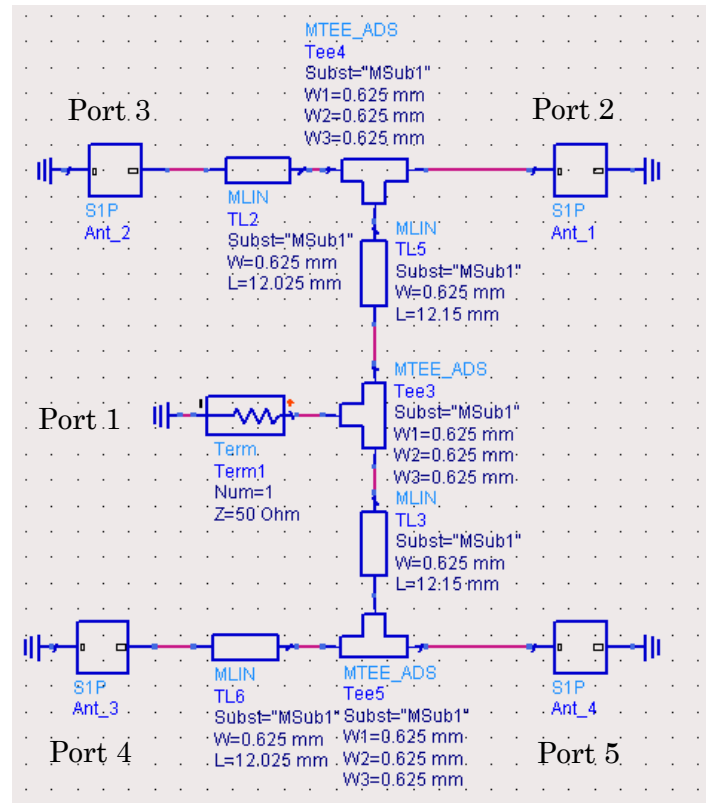 MTEE_ADS
Tee4
Subst="MSub1"
W1=0.625 mm
W2=0.625 mm
W3=0.625 mm
Port 3
Port 2
S1P
Ant_2
MLIN
TL2
Subst="MSub1"
W=0.625 mm
L=12.025 mm
S1P
Ant_1
MLIN
TL5
Subst="MSub1"
W=0.625 mm
L=12.15 mm
MTEE_ADS
Tee3
Subst="MSub1"
W1=0.625 mm
W2=0.625 mm
W3=0.625 mm
Port 1
Term
Term1
Num=1
Z=50 Ohm
MLIN
TL3
Subst="MSub1"
W=0.625 mm
L=12.15 mm
S1P
Ant_3
MLIN
TL6
Subst="MSub1"
W=0.625 mm
L=12.025 mm
MTEE_ADS
Tee5
Subst="MSub1"
W1=0.625 mm
W2=0.625 mm
W3=0.625 mm
S1P
Ant_4
Port 4
Port 5